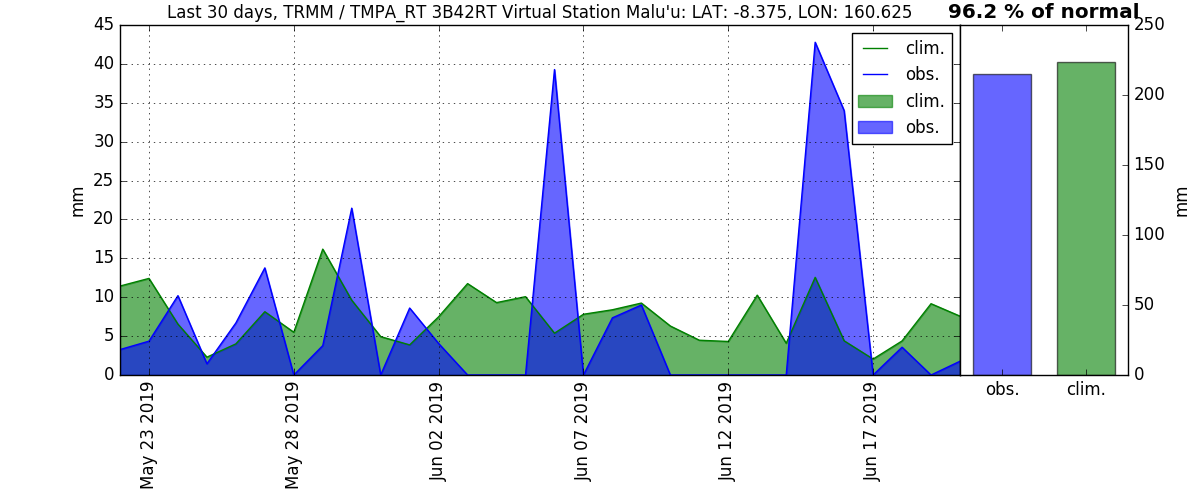 Last 30 days, TRMM / TMPA_RT 3B42RT Virtual Station Malu'u: LAT: -8.375, LON: 160.625
96.2 % of normal
mm
45
40
35
30
25
20
15
10
5
0
clim.
obs.
clim.
obs.
May 23 2019
May 28 2019
Jun 02 2019
Jun 07 2019
Jun 12 2019
Jun 17 2019
obs.
clim.
250
200
150
100
50
0
mm